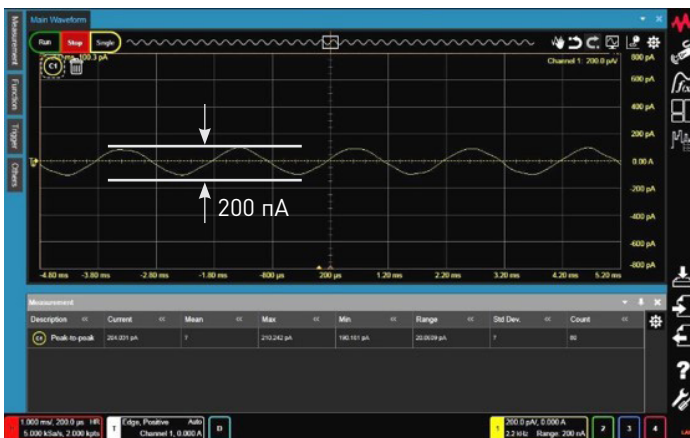 Main Waveform
Run Stop Single
C1
Channel 1: 200.0 pA/
Measurement
Function
Trigger
Others
800 pA
600 pA
400 pA
200 pA
0.00 A
-200 pA
-400 pA
-600 pA
-800 pA
200 пА
-4.80 ms -3.80 ms -2.80 ms -1.80 ms -800 µs 200 µs 1.20 ms 2.20 ms 3.20 ms 4.20 ms 5.20 ms
Measurement
Description Current Mean Max Min Range Std Dev. Count
C1 Peak-to-peak 204.031 pA ? 210.242 pA 190.181 pA ? 80
1.000 ms/, 200.0 µs HR
5.000 kSa/s, 2.000 kpts
T Edge, Positive Auto
Channel 1, 0.000 A
D
1 200.0 pA/, 0.000 A
2.2 kHz Range: 200 nA
2 3 4